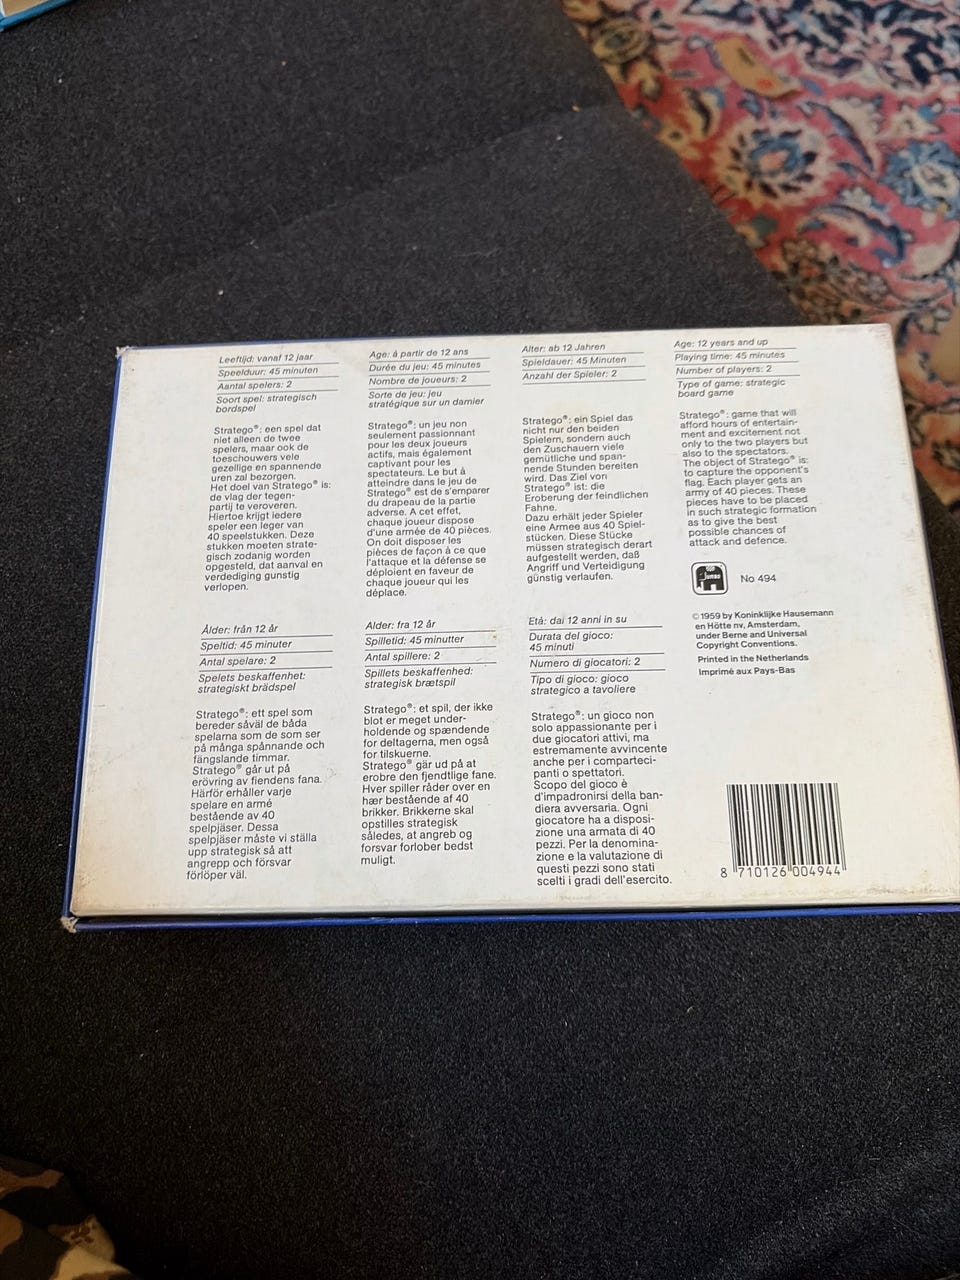 Leeftijd: vanaf 12 jaar
Speelduur: 45 minuten
Aantal spelers: 2
Soort spel: strategisch
bordspel
Stratego®: een spel dat
niet alleen de twee
spelers, maar ook de
toeschouwers vele
gezellige en spannende
uren zal bezorgen.
Het doel van Stratego® is:
de vlag der tegen-
partij te veroveren.
Hiertoe krijgt iedere
speler een leger van
40 speelstukken. Deze
stukken moeten strate-
gisch zodanig worden
opgesteld, dat aanval en
verdediging gunstig
verlopen.
Age: à partir de 12 ans
Durée du jeu: 45 minutes
Nombre de joueurs: 2
Sorte de jeu: jeu
stratégique sur un damier
Stratego®: un jeu non
seulement passionnant
pour les deux joueurs
actifs, mais également
captivant pour les
spectateurs. Le but à
atteindre dans le jeu de
Stratego® est de s'emparer
du drapeau de la partie
adverse. A cet effet,
chaque joueur dispose
d'une armée de 40 pièces.
On doit disposer les
pièces de façon à ce que
l'attaque et la défense se
déploient en faveur de
chaque joueur qui les
déplace.
Alter: ab 12 Jahren
Spieldauer: 45 Minuten
Anzahl der Spieler: 2
Stratego®: ein Spiel das
nicht nur den beiden
Spielern, sondern auch
den Zuschauern viele
gemütliche und span-
nende Stunden bereiten
wird. Das Ziel von
Stratego® ist: die
Eroberung der feindlichen
Fahne.
Dazu erhält jeder Spieler
eine Armee aus 40 Spiel-
stücken. Diese Stücke
müssen strategisch derart
aufgestellt werden, daß
Angriff und Verteidigung
günstig verlaufen.
Age: 12 years and up
Playing time: 45 minutes
Number of players: 2
Type of game: strategic
board game
Stratego®: game that will
afford hours of entertain-
ment and excitement not
only to the two players but
also to the spectators.
The object of Stratego® is:
to capture the opponent's
flag. Each player gets an
army of 40 pieces. These
pieces have to be placed
in such strategic formation
as to give the best
possible chances of
attack and defence.
Jumbo
No 494
© 1959 by Koninklijke Hausemann
en Hötte nv, Amsterdam,
under Berne and Universal
Copyright Conventions.
Printed in the Netherlands
Imprimé aux Pays-Bas
Ålder: från 12 år
Speltid: 45 minuter
Antal spelare: 2
Spelets beskaffenhet:
strategiskt brädspel
Stratego®: ett spel som
bereder såväl de båda
spelarna som de som ser
på många spännande och
fängslande timmar.
Stratego® går ut på
erövring av fiendens fana.
Härför erhåller varje
spelare en armé
bestående av 40
spelpjäser. Dessa
spelpjäser måste vi ställa
upp strategisk så att
angrepp och försvar
förlöper väl.
Alder: fra 12 år
Spilletid: 45 minutter
Antal spillere: 2
Spillets beskaffenhed:
strategisk brætspil
Stratego®: et spil, der ikke
blot er meget under-
holdende og spændende
for deltagerna, men også
for tilskuerne.
Stratego® gär ud på at
erobre den fjendtlige fane.
Hver spiller råder over en
hær bestående af 40
brikker. Brikkerne skal
opstilles strategisk
således, at angreb og
forsvar forlober bedst
muligt.
Età: dai 12 anni in su
Durata del gioco:
45 minuti
Numero di giocatori: 2
Tipo di gioco: gioco
strategico a tavoliere
Stratego®: un gioco non
solo appassionante per i
due giocatori attivi, ma
estremamente avvincente
anche per i comparteci-
panti o spettatori.
Scopo del gioco è
d'impadronirsi della ban-
diera avversaria. Ogni
giocatore ha a disposi-
zione una armata di 40
pezzi. Per la denomina-
zione e la valutazione di
questi pezzi sono stati
scelti i gradi dell'esercito.
8 710126 004944